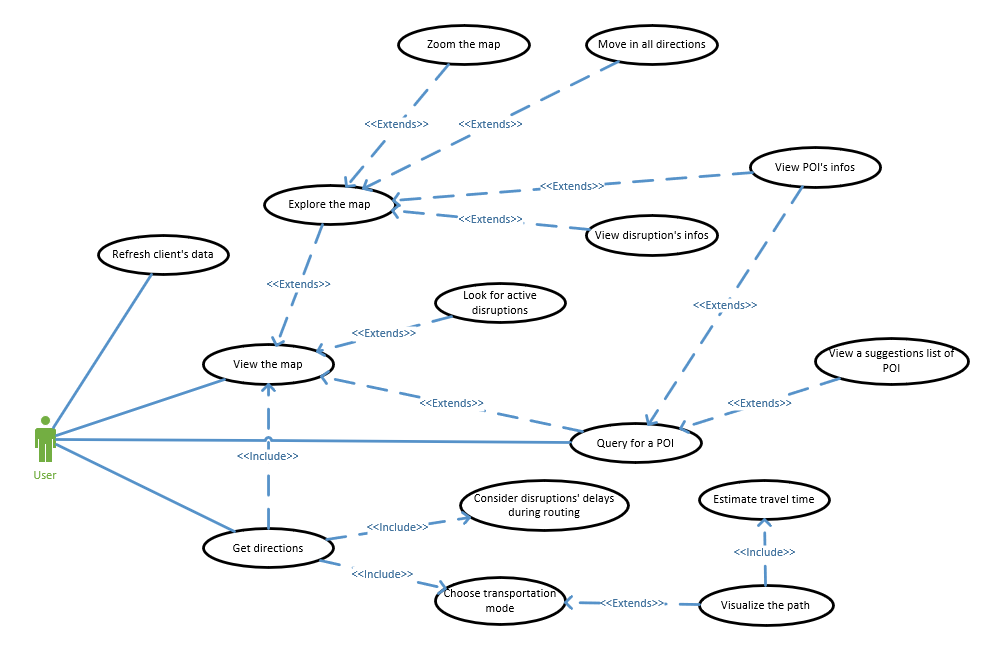 Zoom the map
Move in all directions
<<Extends>>
<<Extends>>
View POI's infos
<<Extends>>
Explore the map
<<Extends>>
View disruption's infos
Refresh client's data
<<Extends>>
Look for active
disruptions
<<Extends>>
<<Extends>>
View the map
View a suggestions list of
POI
<<Extends>>
<<Extends>>
Query for a POI
<<Include>>
User
Consider disruptions' delays
during routing
Estimate travel time
<<Include>>
Get directions
<<Include>>
<<Include>>
Choose transportation
mode
<<Extends>>
Visualize the path